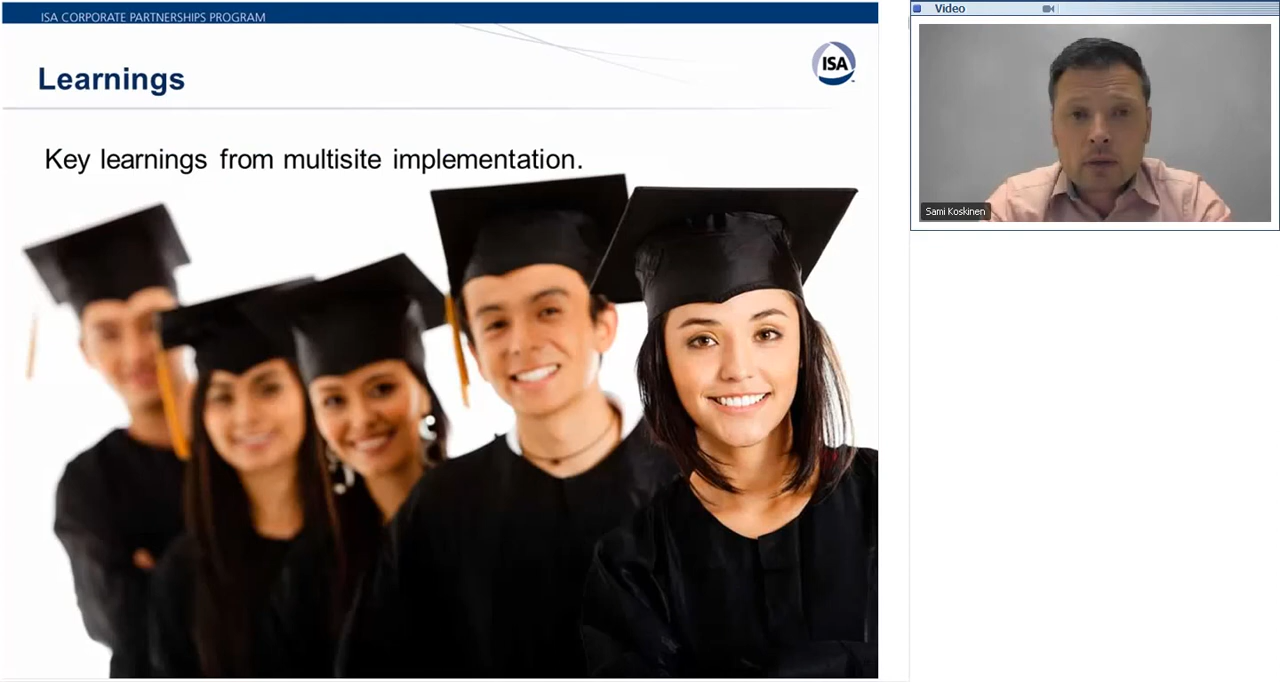 ISA CORPORATE PARTNERSHIPS PROGRAM
Learnings
ISA
Key learnings from multisite implementation.
Video
Sami Koskinen